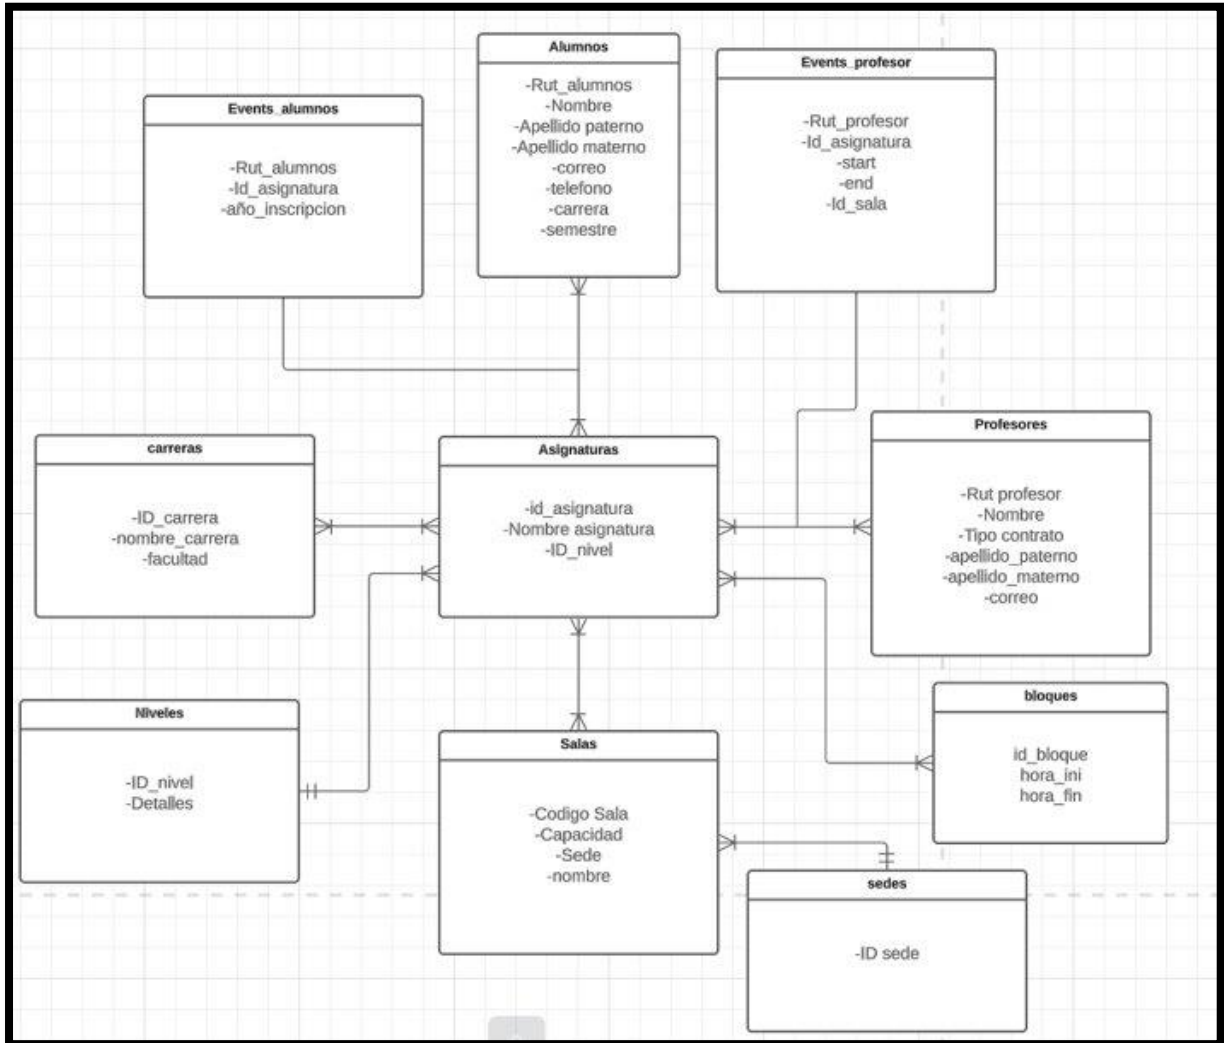 Alumnos
-Rut_alumnos
-Nombre
-Apellido paterno
-Apellido materno
-correo
-telefono
-carrera
-semestre
Events_profesor
-Rut_profesor
-Id_asignatura
-start
-end
-Id_sala
Events_alumnos
-Rut_alumnos
-Id_asignatura
-año_inscripcion
carreras
-ID_carrera
-nombre_carrera
-facultad
Asignaturas
-id_asignatura
-Nombre asignatura
-ID_nivel
Profesores
-Rut profesor
-Nombre
-Tipo contrato
-apellido_paterno
-apellido_materno
-correo
Niveles
-ID_nivel
-Detalles
Salas
-Codigo Sala
-Capacidad
-Sede
-nombre
bloques
id_bloque
hora_ini
hora_fin
sedes
-ID sede